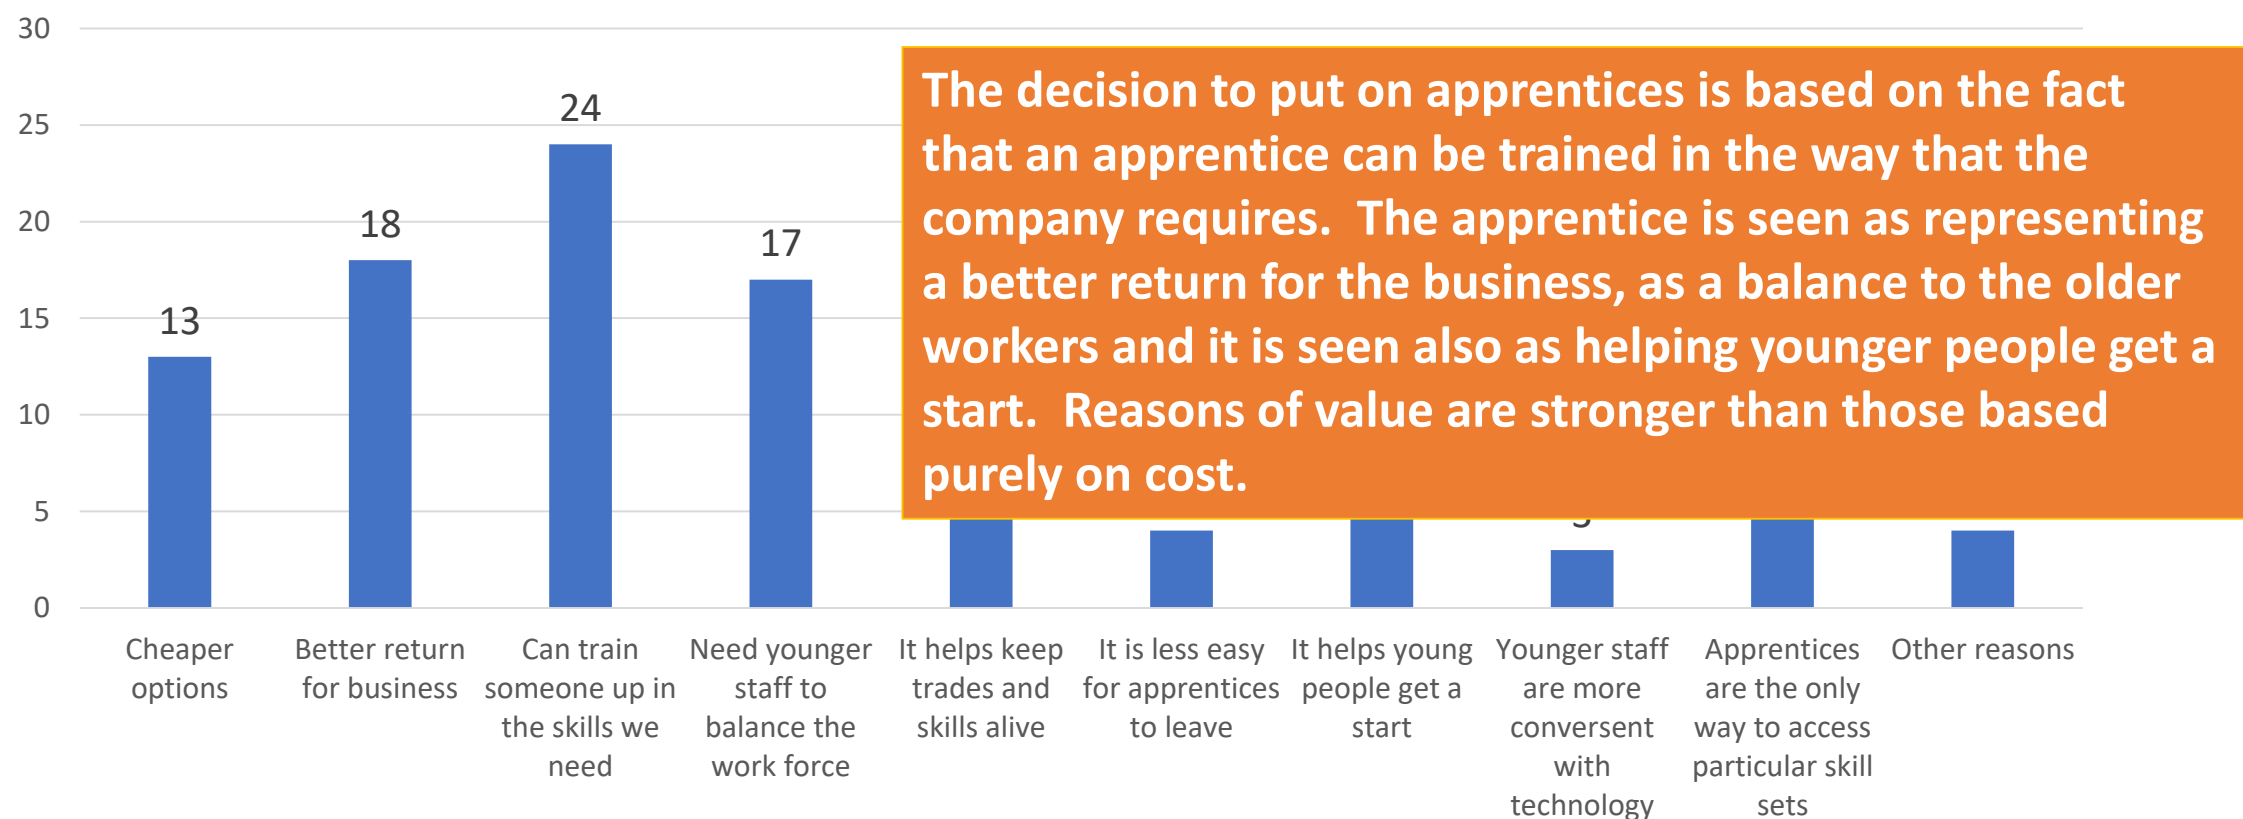 30
25
20
15
10
5
0
13
18
24
17
The decision to put on apprentices is based on the fact
that an apprentice can be trained in the way that the
company requires.  The apprentice is seen as representing
a better return for the business, as a balance to the older
workers and it is seen also as helping younger people get a
start.  Reasons of value are stronger than those based
purely on cost.
Cheaper
options
Better return
for business
Can train
someone up in
the skills we
need
Need younger
staff to
balance the
work force
It helps keep
trades and
skills alive
It is less easy
for apprentices
to leave
It helps young
people get a
start
Younger staff
are more
conversent
with
technology
Apprentices
are the only
way to access
particular skill
sets
Other reasons